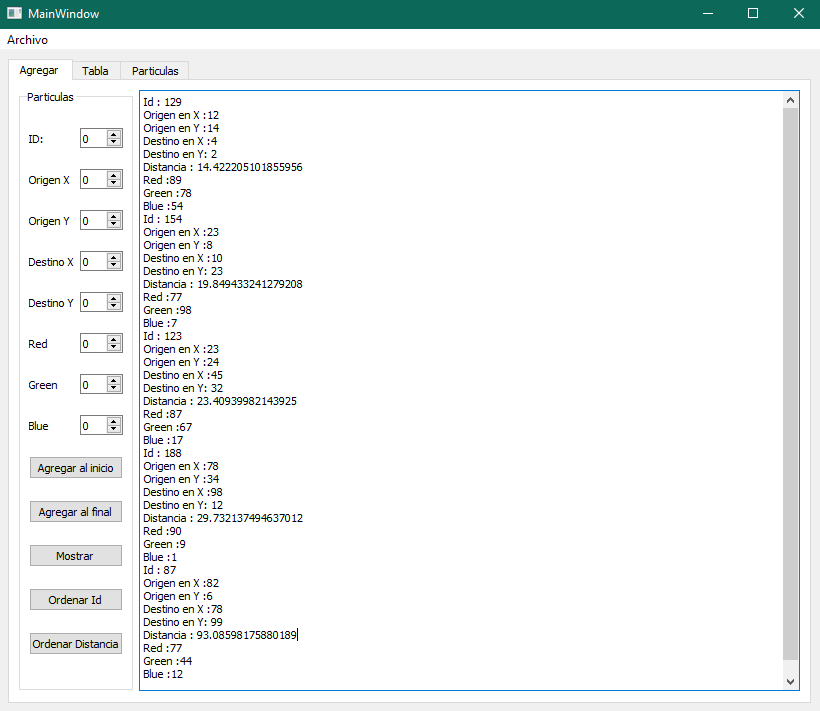 MainWindow
Archivo
Agregar Tabla Particulas
Particulas
ID: 0
Origen X 0
Origen Y 0
Destino X 0
Destino Y 0
Red 0
Green 0
Blue 0
Agregar al inicio
Agregar al final
Mostrar
Ordenar Id
Ordenar Distancia
Id : 129
Origen en X :12
Origen en Y :14
Destino en X :4
Destino en Y: 2
Distancia : 14.422205101855956
Red :89
Green :78
Blue :54
Id : 154
Origen en X :23
Origen en Y :8
Destino en X :10
Destino en Y: 23
Distancia : 19.849433241279208
Red :77
Green :98
Blue :7
Id : 123
Origen en X :23
Origen en Y :24
Destino en X :45
Destino en Y: 32
Distancia : 23.40939982143925
Red :87
Green :67
Blue :17
Id : 188
Origen en X :78
Origen en Y :34
Destino en X :98
Destino en Y: 12
Distancia : 29.732137494637012
Red :90
Green :9
Blue :1
Id : 87
Origen en X :82
Origen en Y :6
Destino en X :78
Destino en Y: 99
Distancia : 93.08598175880189
Red :77
Green :44
Blue :12